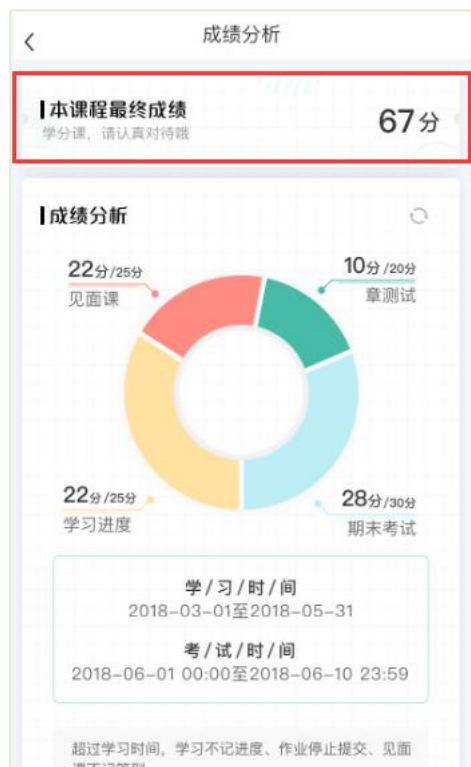 成绩分析
本课程最终成绩
67分
学分课，请认真对待哦
成绩分析
22分/25分
见面课
10分/20分
章测试
22分/25分
学习进度
28分/30分
期末考试
学/习/时/间
2018-03-01至2018-05-31
考/试/时/间
2018-06-01 00:00至2018-06-10 23:59
超过学习时间，学习不记进度、作业停止提交、见面